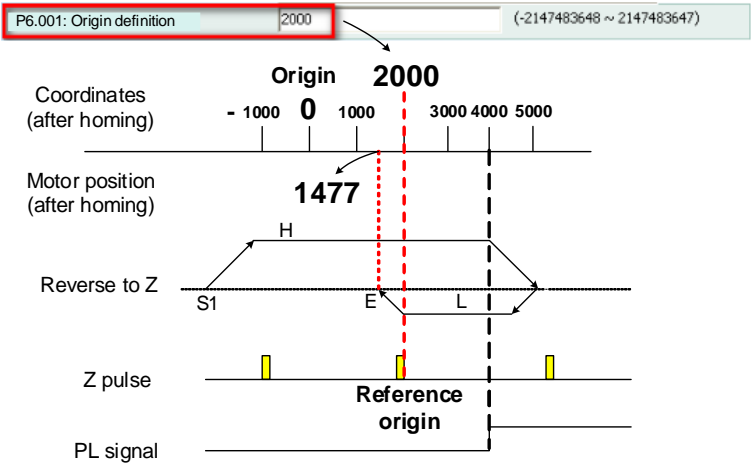 P6.001: Origin definition 2000 (-2147483648 ~ 2147483647)
Origin 2000
Coordinates
(after homing)
- 1000 0 1000 3000 4000 5000
Motor position
(after homing)
1477
H
Reverse to Z
S1 E L
Z pulse
Reference
origin
PL signal